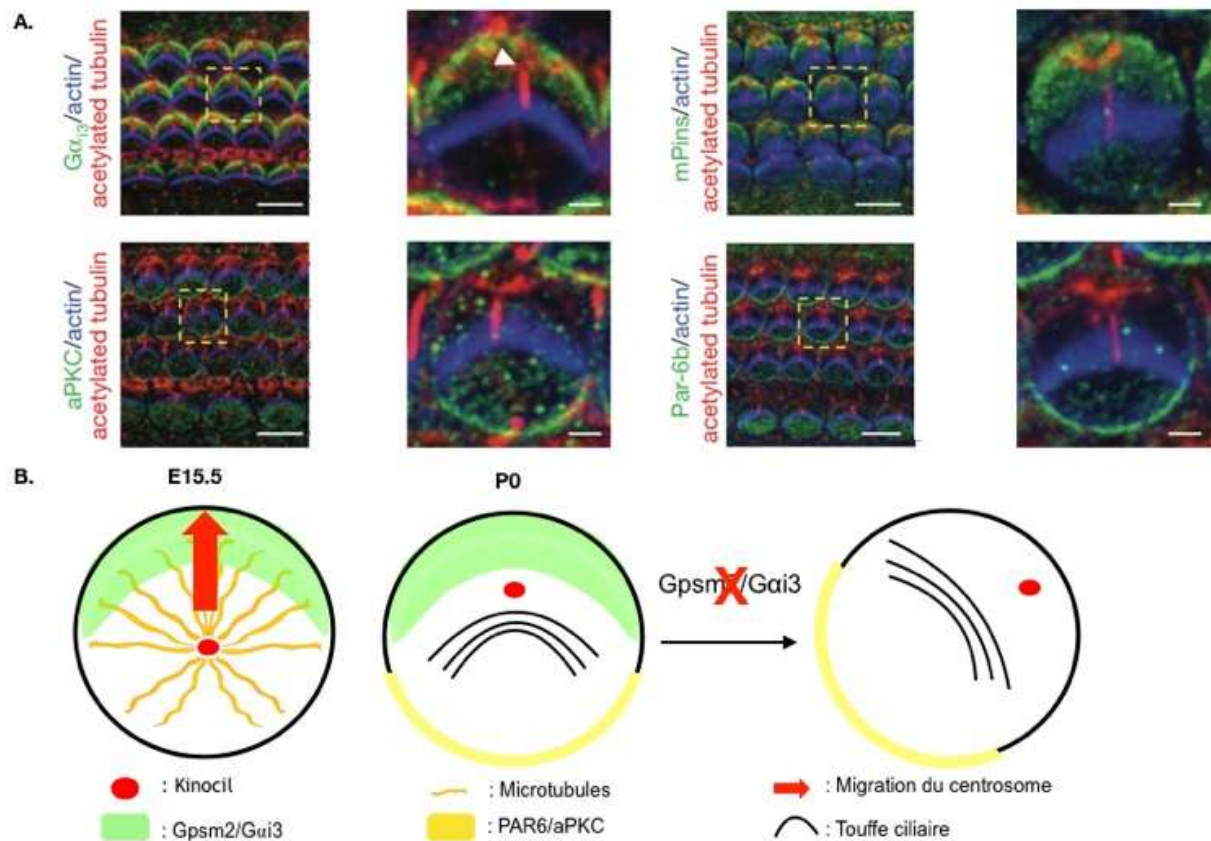 A.
Gαi3/actin/
acetylated tubulin
mPins/actin/
acetylated tubulin
aPKC/actin/
acetylated tubulin
Par-6b/actin/
acetylated tubulin
B.
E15.5
P0
Gpsm2/Gαi3
X
: Kinocil
: Microtubules
: Migration du centrosome
: Gpsm2/Gαi3
: PAR6/aPKC
: Touffe ciliaire